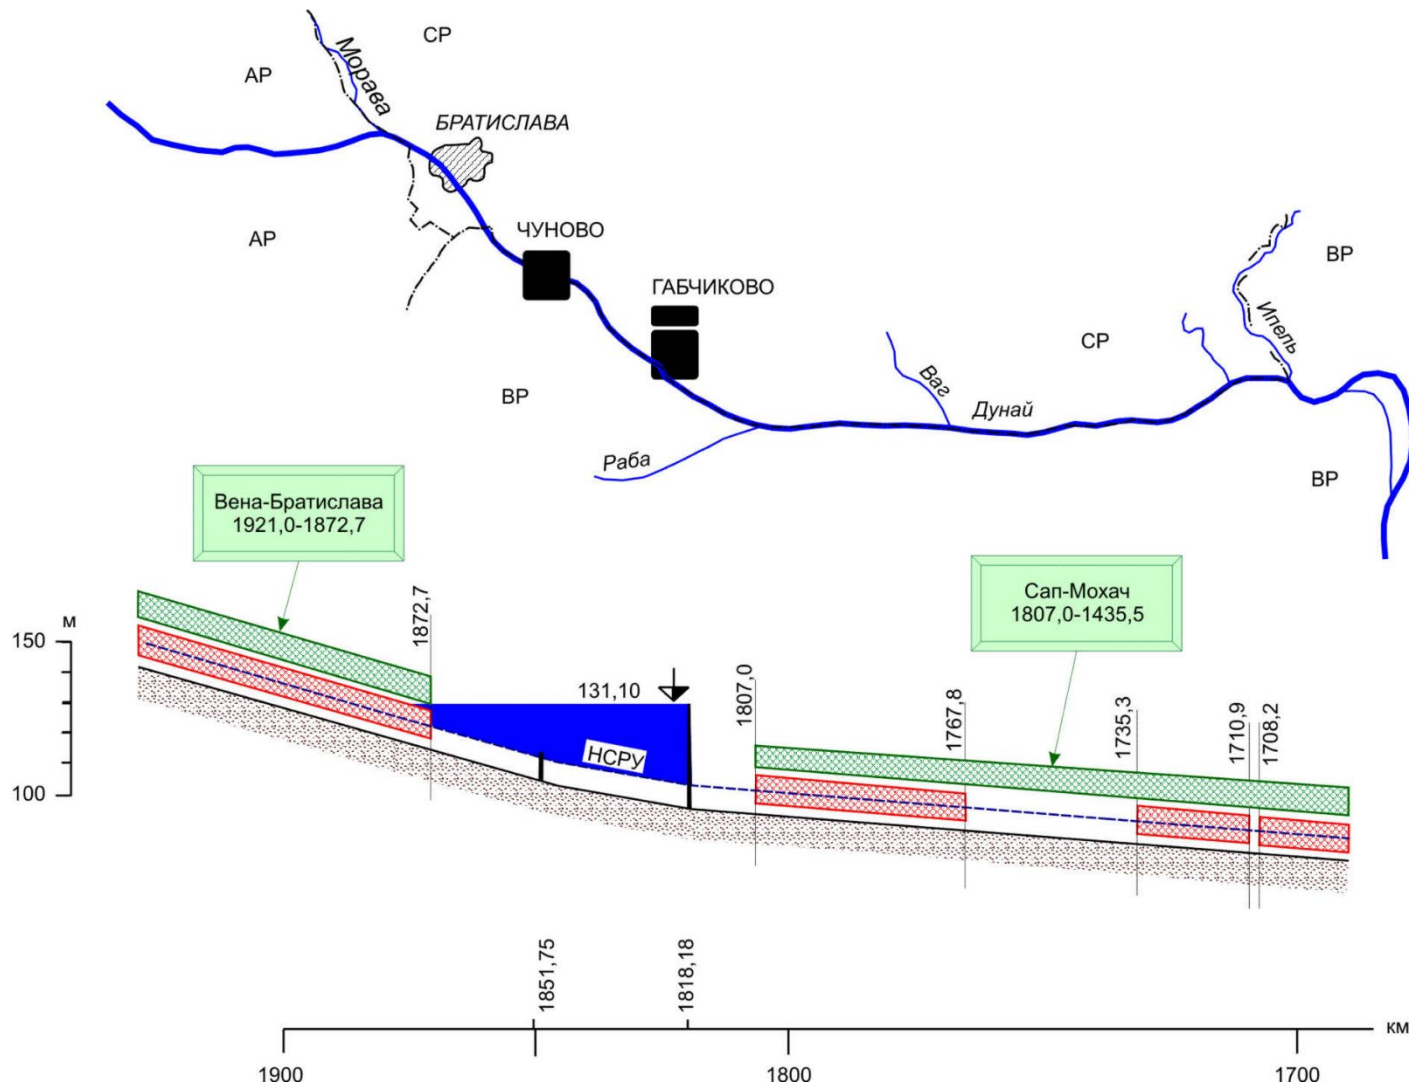 СР
АР
Морава
БРАТИСЛАВА
АР
ЧУНОВО
ГАБЧИКОВО
ВР
Ипель
СР
ВР
Ваг
Дунай
Раба
ВР
Вена-Братислава
1921,0-1872,7
Сап-Мохач
1807,0-1435,5
м
150
100
1872,7
131,10
НСРУ
1807,0
1767,8
1735,3
1710,9
1708,2
1851,75
1818,18
км
1900
1800
1700